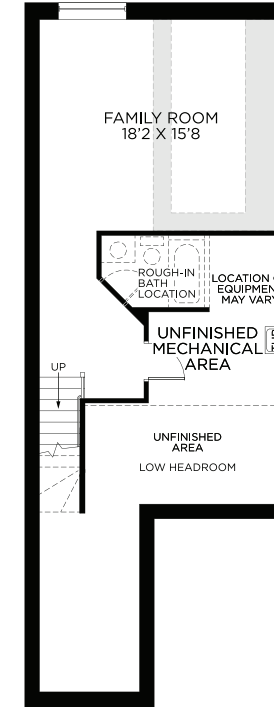 FAMILY ROOM
18'2 X 15'8
ROUGH-IN
BATH
LOCATION
LOCATION
EQUIPMEN
MAY VARY
UNFINISHED
MECHANICAL
AREA
UP
UNFINISHED
AREA
LOW HEADROOM